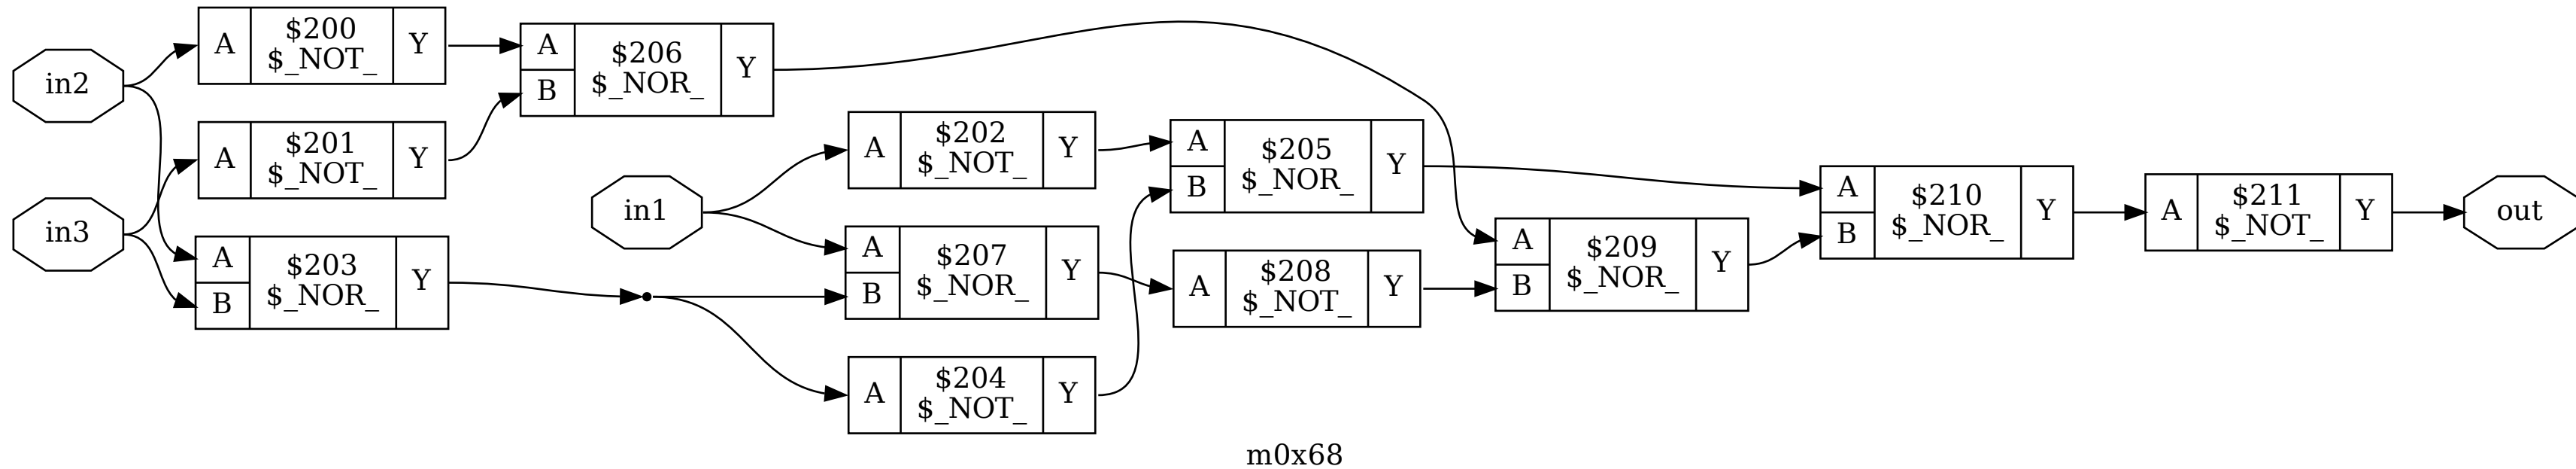 in2
in3
A
$200
$_NOT_
Y
A
$201
$_NOT_
Y
A
B
$203
$_NOR_
Y
A
B
$206
$_NOR_
Y
in1
A
$202
$_NOT_
Y
A
B
$207
$_NOR_
Y
A
$204
$_NOT_
Y
A
B
$205
$_NOR_
Y
A
$208
$_NOT_
Y
A
B
$209
$_NOR_
Y
A
B
$210
$_NOR_
Y
A
$211
$_NOT_
Y
out
m0x68